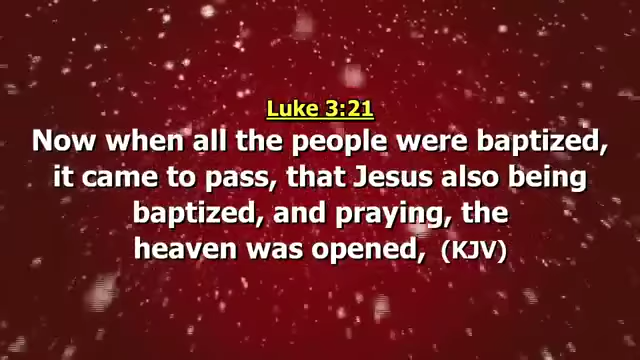 Luke 3:21
Now when all the people were baptized,
it came to pass, that Jesus also being
baptized, and praying, the
heaven was opened, (KJV)